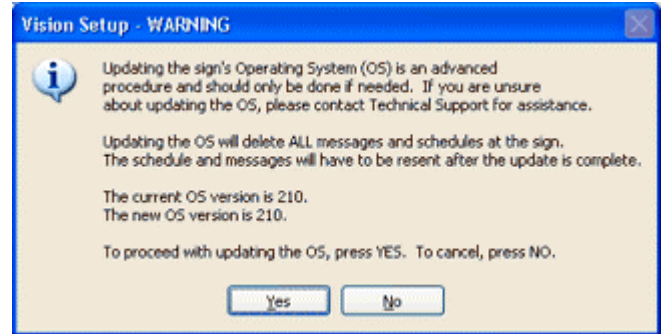 Vision Setup - WARNING
Updating the sign's Operating System (OS) is an advanced
procedure and should only be done if needed. If you are unsure
about updating the OS, please contact Technical Support for assistance.
Updating the OS will delete ALL messages and schedules at the sign.
The schedule and messages will have to be resent after the update is complete.
The current OS version is 210.
The new OS version is 210.
To proceed with updating the OS, press YES. To cancel, press NO.
Yes
No